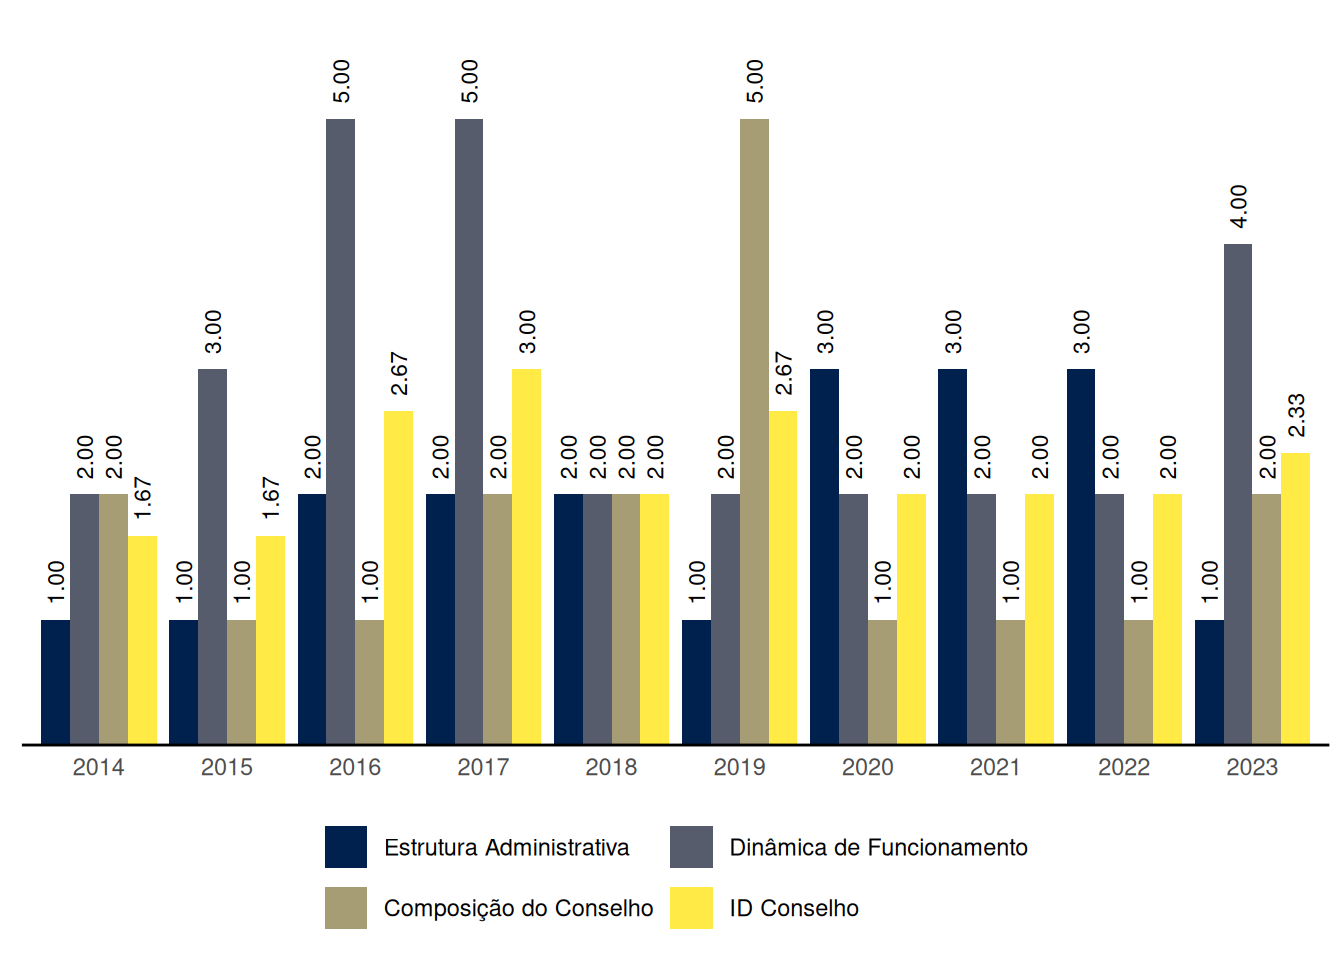 1.00 2.00 2.00 1.67
1.00 3.00 1.00 1.67
2.00 5.00 1.00 2.67
2.00 5.00 2.00 3.00
2.00 2.00 2.00 2.00
1.00 2.00 5.00 2.67
3.00 2.00 1.00 2.00
3.00 2.00 1.00 2.00
3.00 2.00 1.00 2.00
1.00 4.00 2.00 2.33
2014 2015 2016 2017 2018 2019 2020 2021 2022 2023
Estrutura Administrativa Dinâmica de Funcionamento
Composição do Conselho ID Conselho